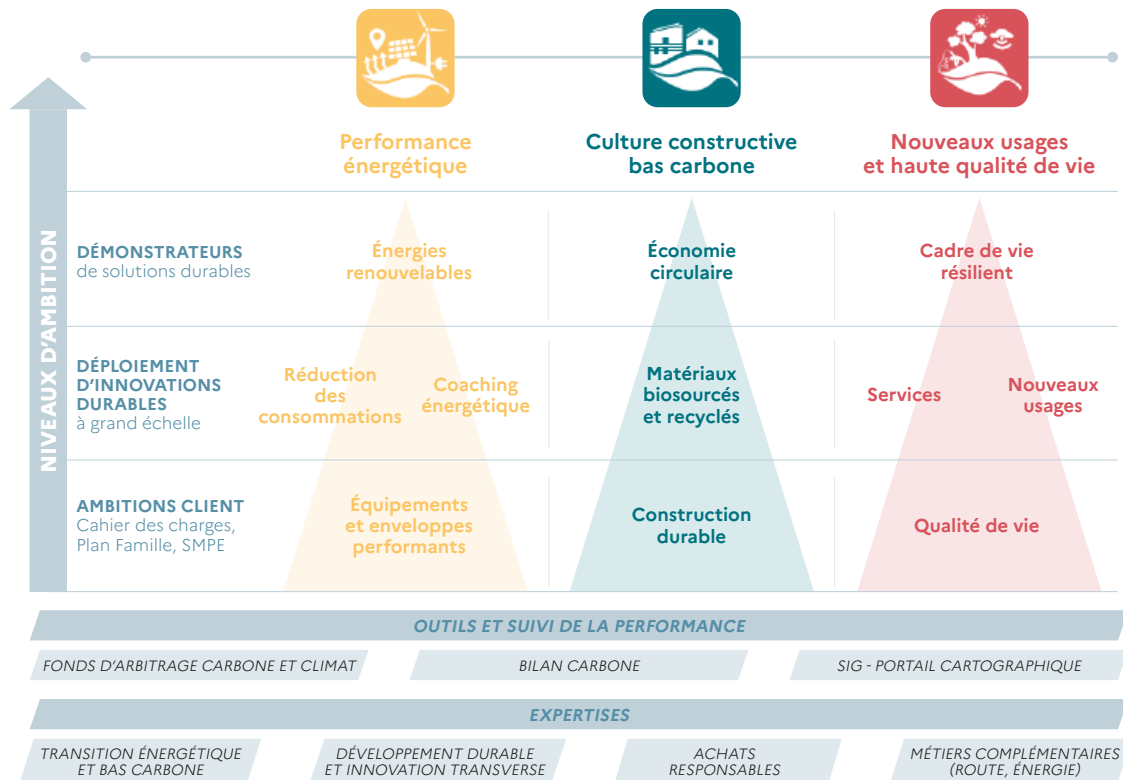 Performance
énergétique
Culture constructive
bas carbone
Nouveaux usages
et haute qualité de vie
NIVEAUX D'AMBITION
DÉMONSTRATEURS
de solutions durables
Énergies
renouvelables
Économie
circulaire
Cadre de vie
résilient
DÉPLOIEMENT
D'INNOVATIONS
DURABLES
à grand échelle
Réduction
des
consommations
Coaching
énergétique
Matériaux
biosourcés
et recyclés
Services
Nouveaux
usages
AMBITIONS CLIENT
Cahier des charges,
Plan Famille, SMPE
Équipements
et enveloppes
performants
Construction
durable
Qualité de vie
OUTILS ET SUIVI DE LA PERFORMANCE
FONDS D'ARBITRAGE CARBONE ET CLIMAT
BILAN CARBONE
SIG - PORTAIL CARTOGRAPHIQUE
EXPERTISES
TRANSITION ÉNERGÉTIQUE
ET BAS CARBONE
DÉVELOPPEMENT DURABLE
ET INNOVATION TRANSVERSE
ACHATS
RESPONSABLES
MÉTIERS COMPLÉMENTAIRES
(ROUTE, ÉNERGIE)